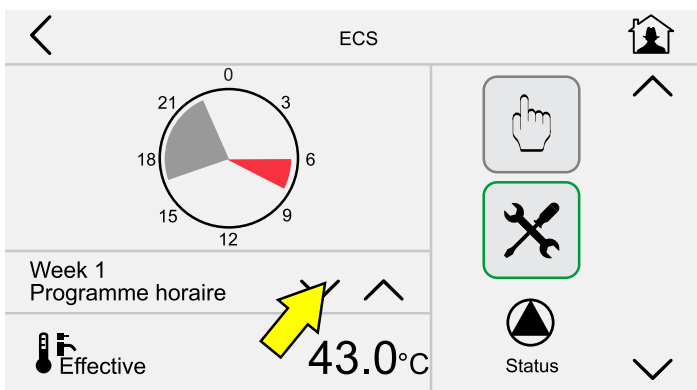 ECS
0
21
3
18
6
15
9
12
Week 1
Programme horaire
Effective
43.0°C
Status